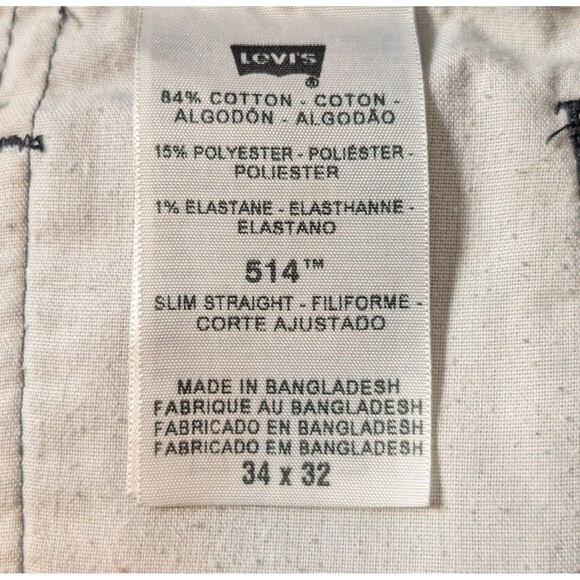 Levi's
®
84% COTTON - COTON -
ALGODÓN - ALGODÃO
15% POLYESTER - POLIÉSTER -
POLIESTER
1% ELASTANE - ELASTHANNE -
ELASTANO
514™
SLIM STRAIGHT - FILIFORME -
CORTE AJUSTADO
MADE IN BANGLADESH
FABRIQUE AU BANGLADESH
FABRICADO EN BANGLADESH
FABRICADO EM BANGLADESH
34 x 32